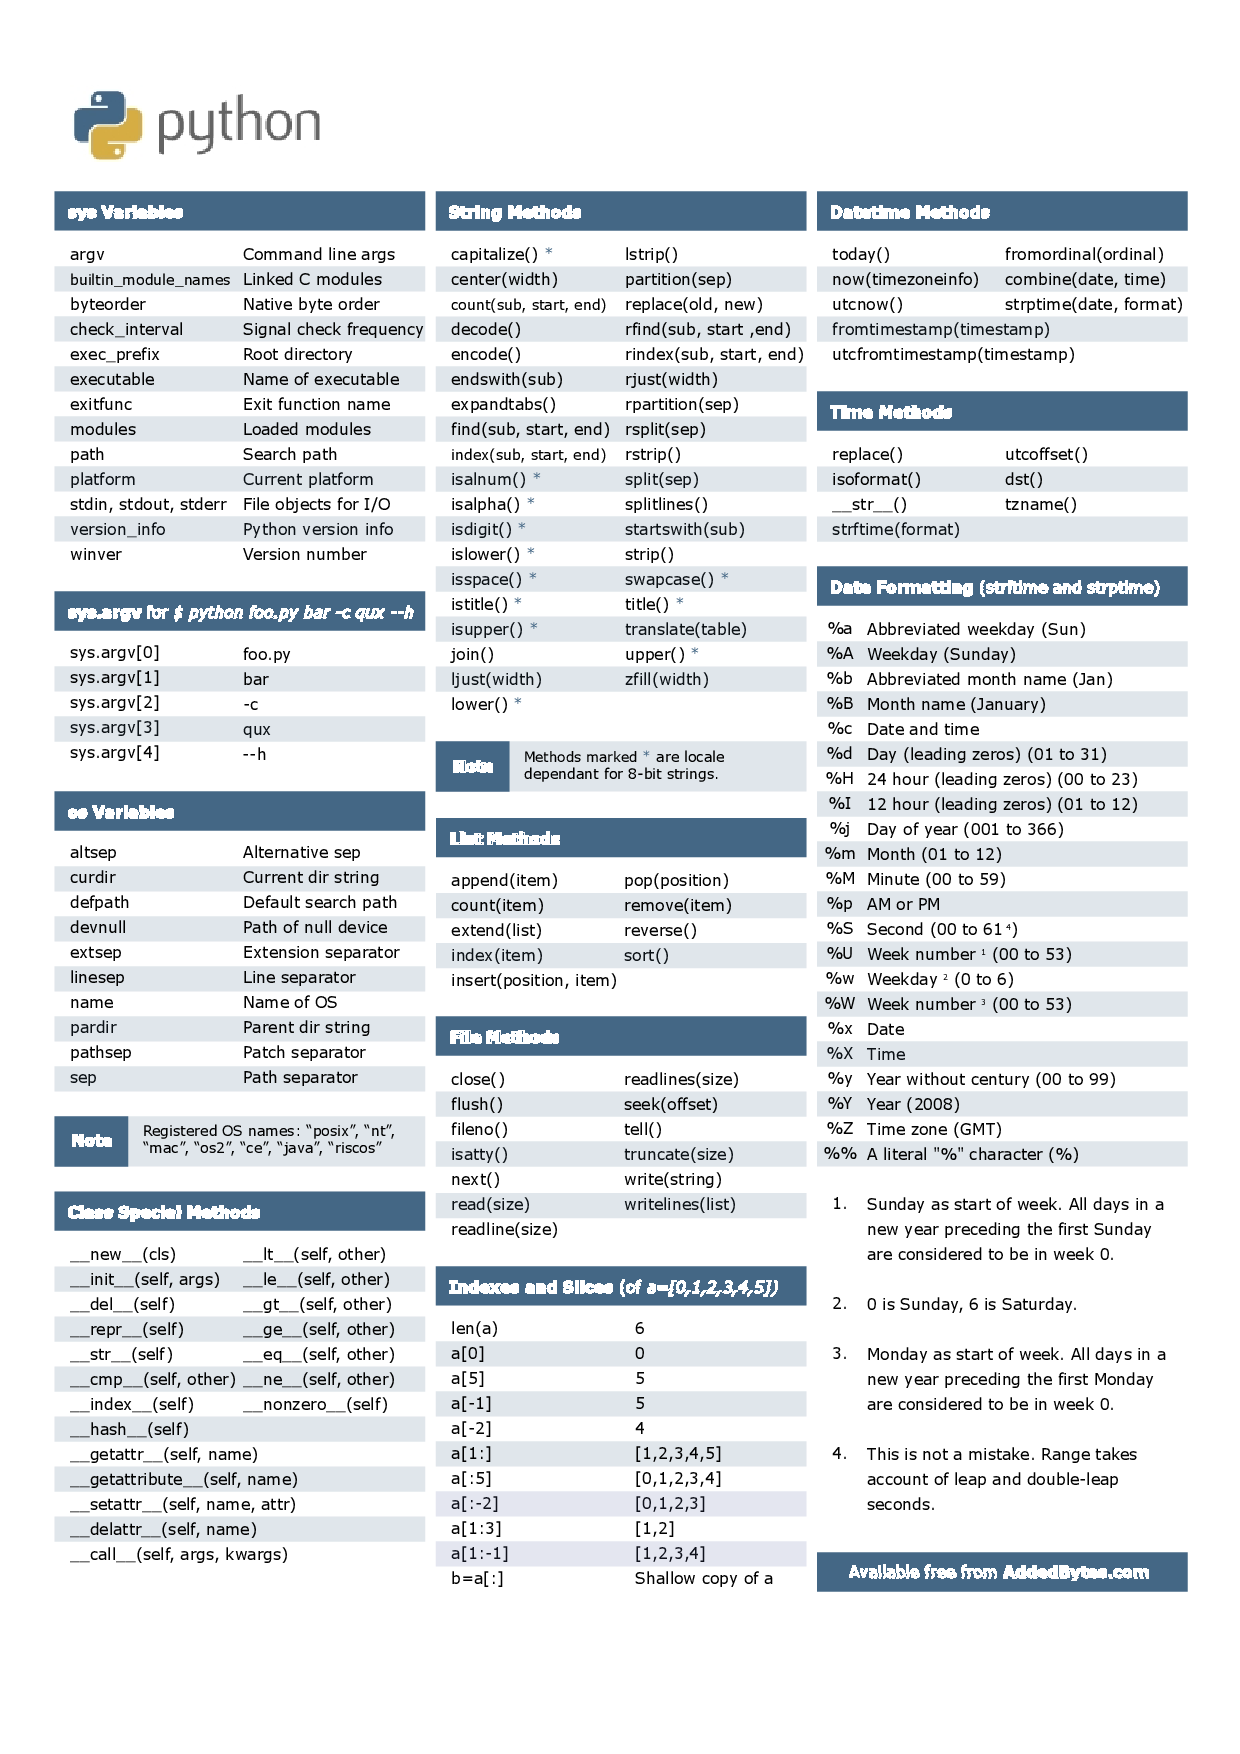 python
sys Variables
argv Command line args
builtin_module_names Linked C modules
byteorder Native byte order
check_interval Signal check frequency
exec_prefix Root directory
executable Name of executable
exitfunc Exit function name
modules Loaded modules
path Search path
platform Current platform
stdin, stdout, stderr File objects for I/O
version_info Python version info
winver Version number
sys.argv for $ python foo.py bar -c qux --h
sys.argv[0] foo.py
sys.argv[1] bar
sys.argv[2] -c
sys.argv[3] qux
sys.argv[4] --h
os Variables
altsep Alternative sep
curdir Current dir string
defpath Default search path
devnull Path of null device
extsep Extension separator
linesep Line separator
name Name of OS
pardir Parent dir string
pathsep Patch separator
sep Path separator
Note
Registered OS names: “posix”, “nt”,
“mac”, “os2”, “ce”, “java”, “riscos”
Class Special Methods
__new__(cls) __lt__(self, other)
__init__(self, args) __le__(self, other)
__del__(self) __gt__(self, other)
__repr__(self) __ge__(self, other)
__str__(self) __eq__(self, other)
__cmp__(self, other) __ne__(self, other)
__index__(self) __nonzero__(self)
__hash__(self)
__getattr__(self, name)
__getattribute__(self, name)
__setattr__(self, name, attr)
__delattr__(self, name)
__call__(self, args, kwargs)
String Methods
capitalize() * lstrip()
center(width) partition(sep)
count(sub, start, end) replace(old, new)
decode() rfind(sub, start ,end)
encode() rindex(sub, start, end)
endswith(sub) rjust(width)
expandtabs() rpartition(sep)
find(sub, start, end) rsplit(sep)
index(sub, start, end) rstrip()
isalnum() * split(sep)
isalpha() * splitlines()
isdigit() * startswith(sub)
islower() * strip()
isspace() * swapcase() *
istitle() * title() *
isupper() * translate(table)
join() upper() *
ljust(width) zfill(width)
lower() *
Note
Methods marked * are locale
dependant for 8-bit strings.
List Methods
append(item) pop(position)
count(item) remove(item)
extend(list) reverse()
index(item) sort()
insert(position, item)
File Methods
close() readlines(size)
flush() seek(offset)
fileno() tell()
isatty() truncate(size)
next() write(string)
read(size) writelines(list)
readline(size)
Indexes and Slices (of a=[0,1,2,3,4,5])
len(a) 6
a[0] 0
a[5] 5
a[-1] 5
a[-2] 4
a[1:] [1,2,3,4,5]
a[:5] [0,1,2,3,4]
a[:-2] [0,1,2,3]
a[1:3] [1,2]
a[1:-1] [1,2,3,4]
b=a[:] Shallow copy of a
Datetime Methods
today() fromordinal(ordinal)
now(timezoneinfo) combine(date, time)
utcnow() strptime(date, format)
fromtimestamp(timestamp)
utcfromtimestamp(timestamp)
Time Methods
replace() utcoffset()
isoformat() dst()
__str__() tzname()
strftime(format)
Date Formatting (strftime and strptime)
%a Abbreviated weekday (Sun)
%A Weekday (Sunday)
%b Abbreviated month name (Jan)
%B Month name (January)
%c Date and time
%d Day (leading zeros) (01 to 31)
%H 24 hour (leading zeros) (00 to 23)
%I 12 hour (leading zeros) (01 to 12)
%j Day of year (001 to 366)
%m Month (01 to 12)
%M Minute (00 to 59)
%p AM or PM
%S Second (00 to 61 ⁴)
%U Week number ¹ (00 to 53)
%w Weekday ² (0 to 6)
%W Week number ³ (00 to 53)
%x Date
%X Time
%y Year without century (00 to 99)
%Y Year (2008)
%Z Time zone (GMT)
%% A literal "%" character (%)
1. Sunday as start of week. All days in a
new year preceding the first Sunday
are considered to be in week 0.
2. 0 is Sunday, 6 is Saturday.
3. Monday as start of week. All days in a
new year preceding the first Monday
are considered to be in week 0.
4. This is not a mistake. Range takes
account of leap and double-leap
seconds.
Available free from AddedBytes.com